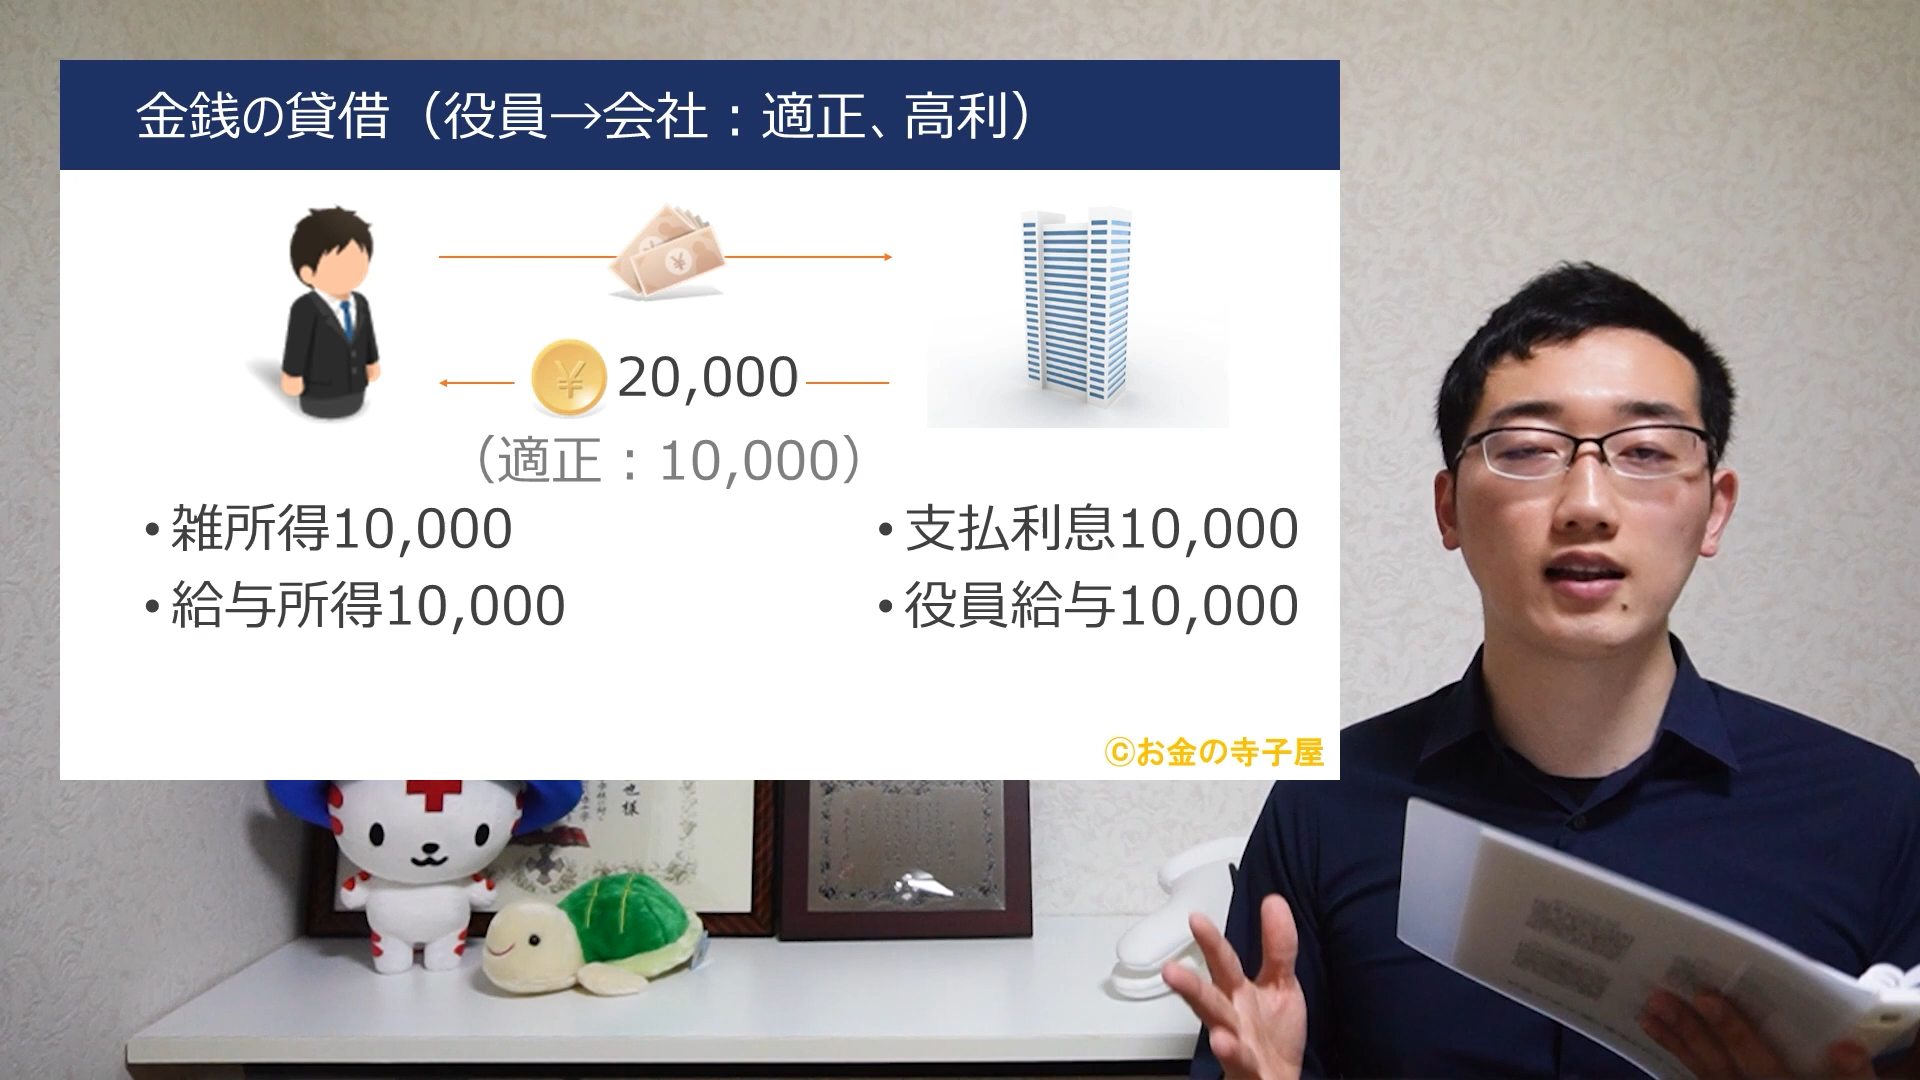 金銭の貸借（役員→会社：適正、高利）
20,000
（適正：10,000）
・雑所得10,000
・給与所得10,000
・支払利息10,000
・役員給与10,000
©お金の寺子屋
也様